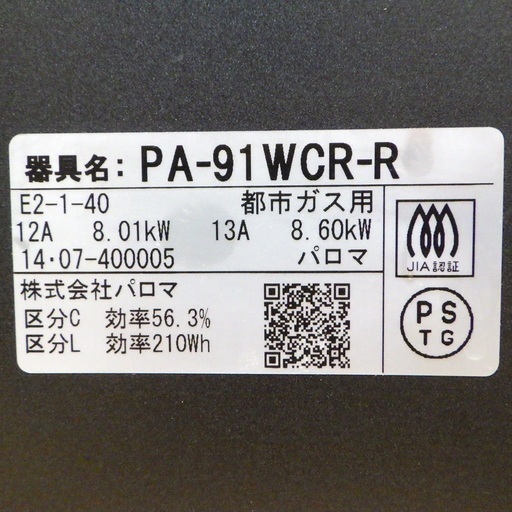 器具名: PA-91WCR-R
E2-1-40 都市ガス用
12A 8.01kW 13A 8.60kW
14・07-400005 パロマ
株式会社パロマ
区分C 効率56.3%
区分L 効率210Wh
JIA認証
PS
TG